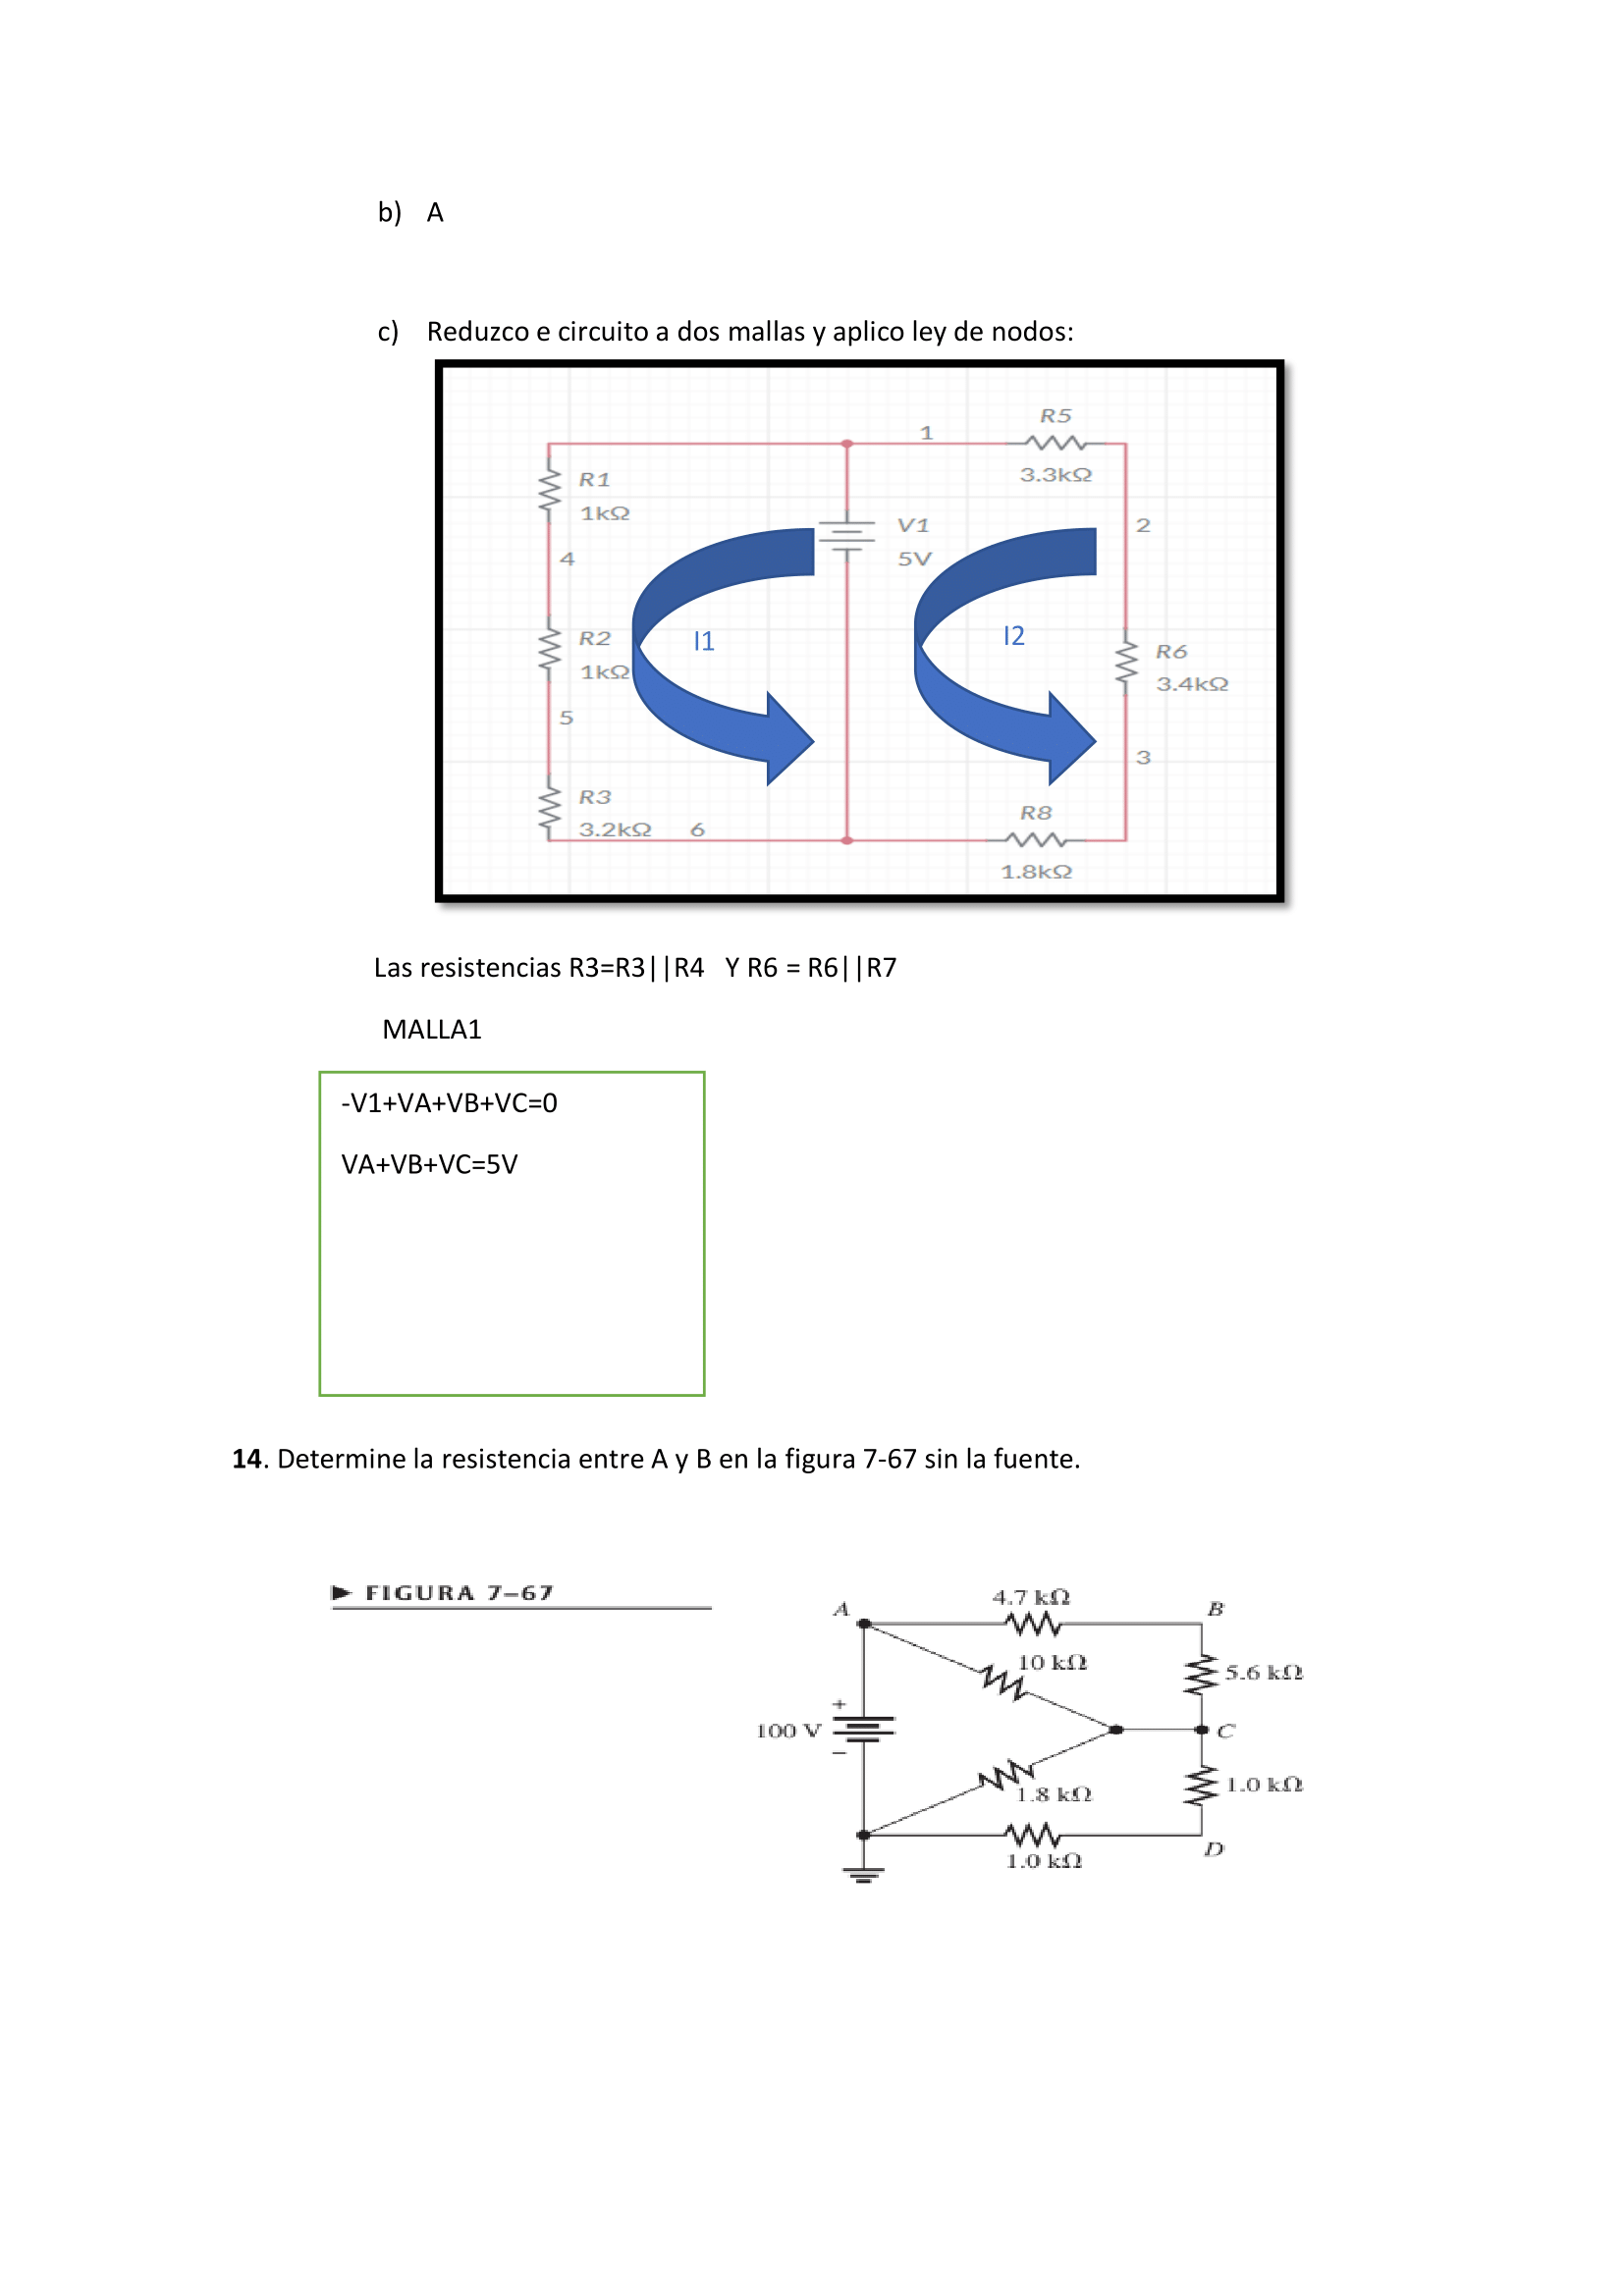 b) A
c) Reduzco e circuito a dos mallas y aplico ley de nodos:
R5
1
3.3kΩ
R1
1kΩ
V1
5V
2
4
I1
I2
R2
1kΩ
R6
3.4kΩ
5
3
R3
3.2kΩ
6
R8
1.8kΩ
Las resistencias R3=R3||R4 Y R6 = R6||R7
MALLA1
-V1+VA+VB+VC=0
VA+VB+VC=5V
14. Determine la resistencia entre A y B en la figura 7-67 sin la fuente.
► FIGURA 7–67
4.7 kΩ
A
B
10 kΩ
5.6 kΩ
+
100 V
–
C
1.8 kΩ
1.0 kΩ
D
1.0 kΩ